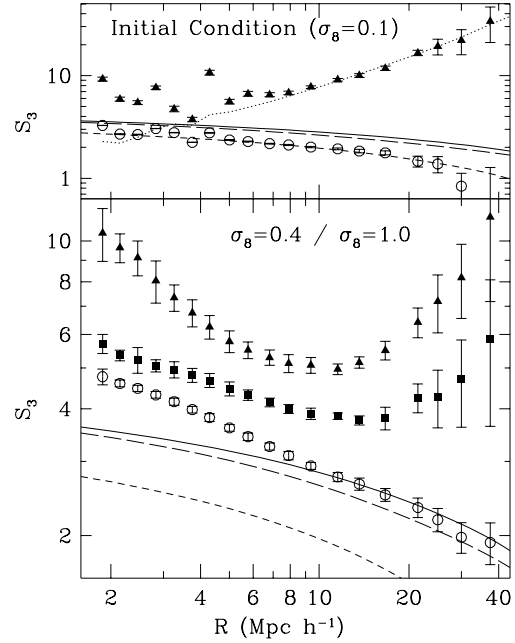 Initial Condition (σ8=0.1)
10
S3
1
σ8=0.4 / σ8=1.0
10
8
6
S3
4
2
2
4
6
8
10
20
40
R (Mpc h⁻¹)